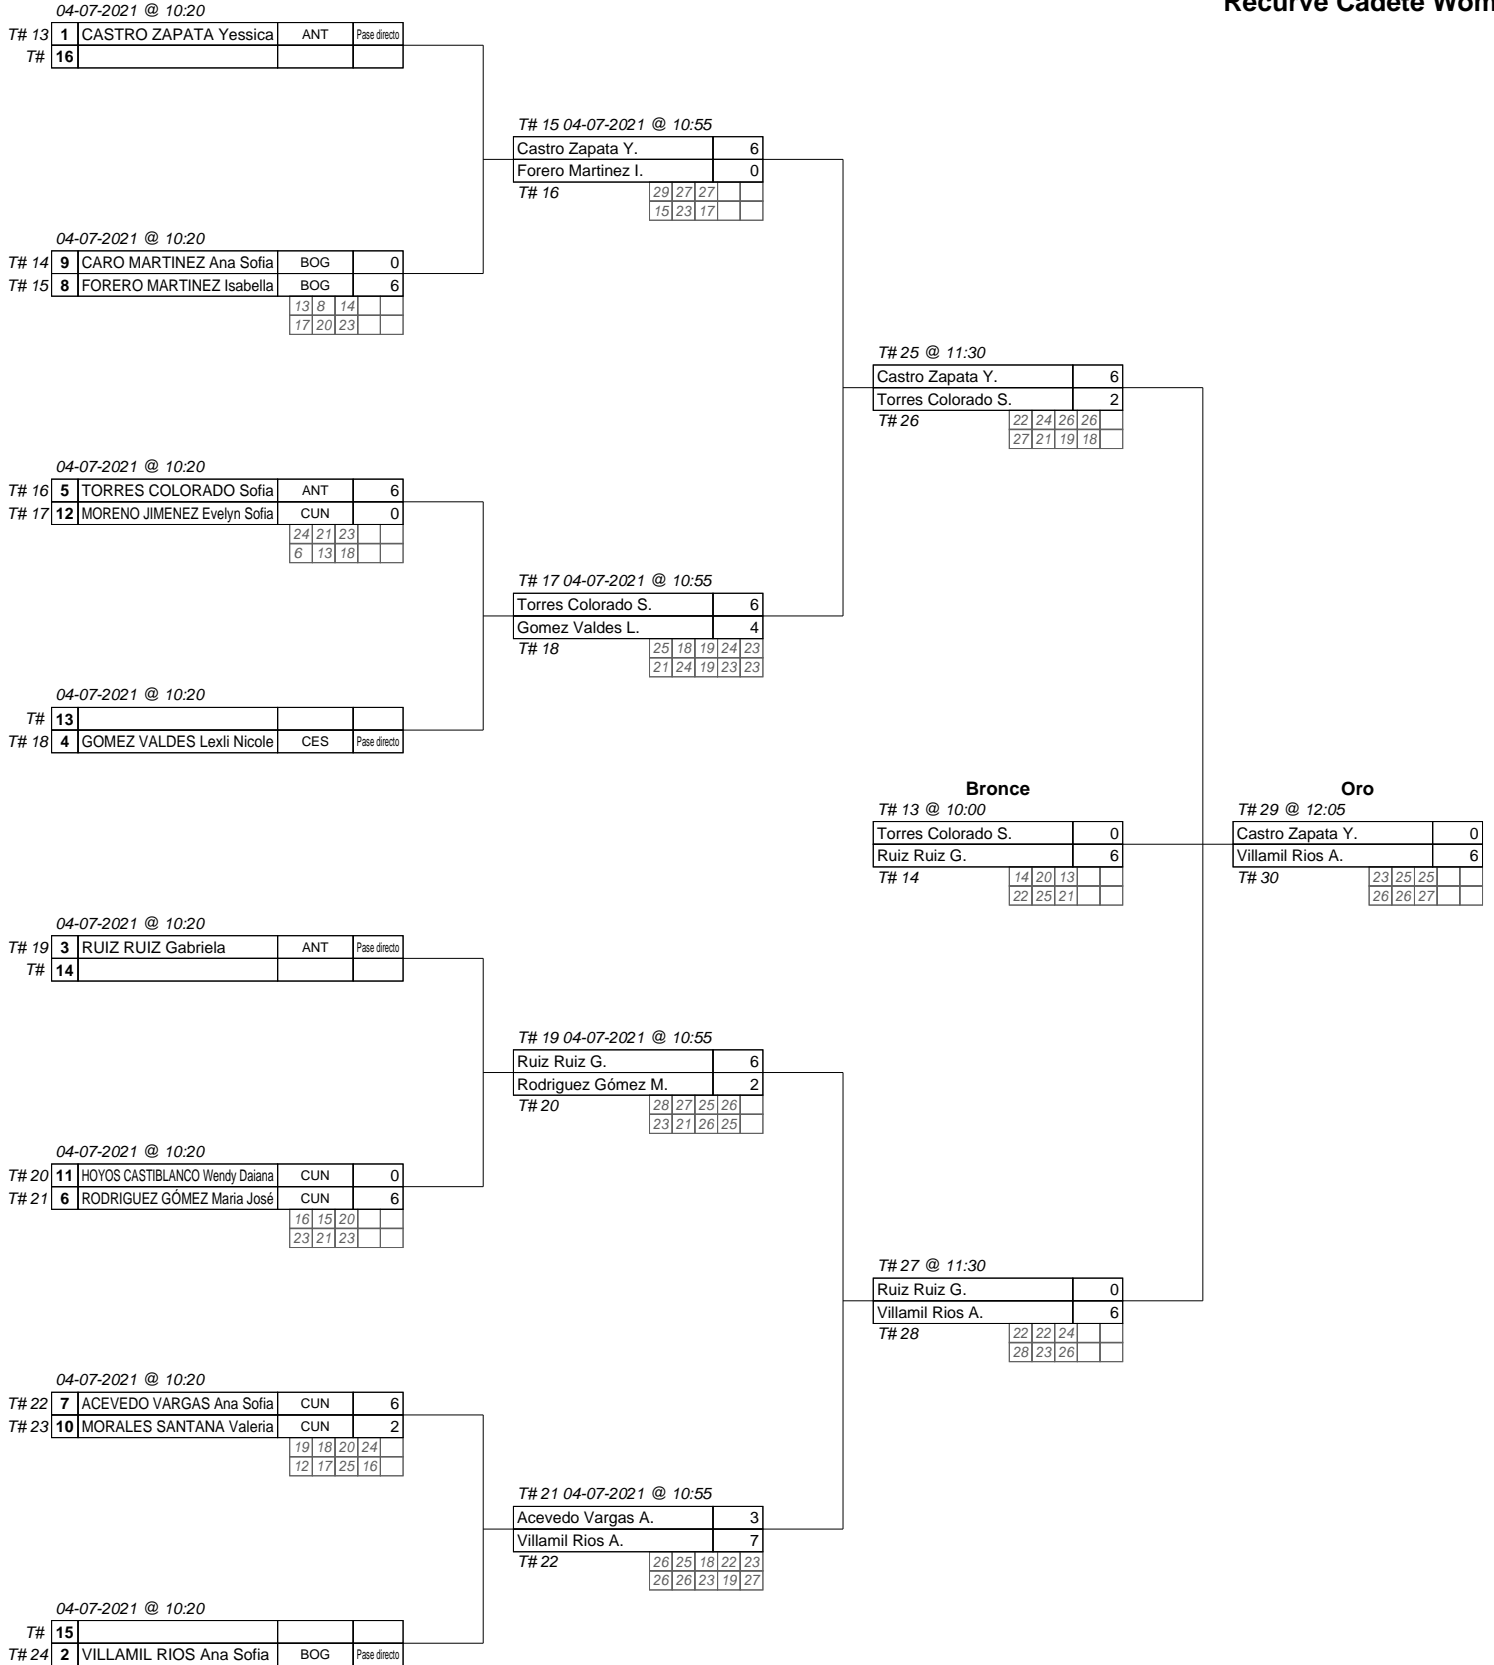 Recurve Cadete Wom
04-07-2021 @ 10:20
T# 13 1 CASTRO ZAPATA Yessica ANT Pase directo
T# 16
T# 15 04-07-2021 @ 10:55
Castro Zapata Y. 6
Forero Martinez I. 0
T# 16 29 27 27
15 23 17
04-07-2021 @ 10:20
T# 14 9 CARO MARTINEZ Ana Sofia BOG 0
T# 15 8 FORERO MARTINEZ Isabella BOG 6
13 8 14
17 20 23
T# 25 @ 11:30
Castro Zapata Y. 6
Torres Colorado S. 2
T# 26 22 24 26 26
27 21 19 18
04-07-2021 @ 10:20
T# 16 5 TORRES COLORADO Sofia ANT 6
T# 17 12 MORENO JIMENEZ Evelyn Sofia CUN 0
24 21 23
6 13 18
T# 17 04-07-2021 @ 10:55
Torres Colorado S. 6
Gomez Valdes L. 4
T# 18 25 18 19 24 23
21 24 19 23 23
04-07-2021 @ 10:20
T# 13
T# 18 4 GOMEZ VALDES Lexli Nicole CES Pase directo
Bronce
T# 13 @ 10:00
Torres Colorado S. 0
Ruiz Ruiz G. 6
T# 14 14 20 13
22 25 21
Oro
T# 29 @ 12:05
Castro Zapata Y. 0
Villamil Rios A. 6
T# 30 23 25 25
26 26 27
04-07-2021 @ 10:20
T# 19 3 RUIZ RUIZ Gabriela ANT Pase directo
T# 14
T# 19 04-07-2021 @ 10:55
Ruiz Ruiz G. 6
Rodriguez Gómez M. 2
T# 20 28 27 25 26
23 21 26 25
04-07-2021 @ 10:20
T# 20 11 HOYOS CASTIBLANCO Wendy Daiana CUN 0
T# 21 6 RODRIGUEZ GÓMEZ Maria José CUN 6
16 15 20
23 21 23
T# 27 @ 11:30
Ruiz Ruiz G. 0
Villamil Rios A. 6
T# 28 22 22 24
28 23 26
04-07-2021 @ 10:20
T# 22 7 ACEVEDO VARGAS Ana Sofia CUN 6
T# 23 10 MORALES SANTANA Valeria CUN 2
19 18 20 24
12 17 25 16
T# 21 04-07-2021 @ 10:55
Acevedo Vargas A. 3
Villamil Rios A. 7
T# 22 26 25 18 22 23
26 26 23 19 27
04-07-2021 @ 10:20
T# 15
T# 24 2 VILLAMIL RIOS Ana Sofia BOG Pase directo